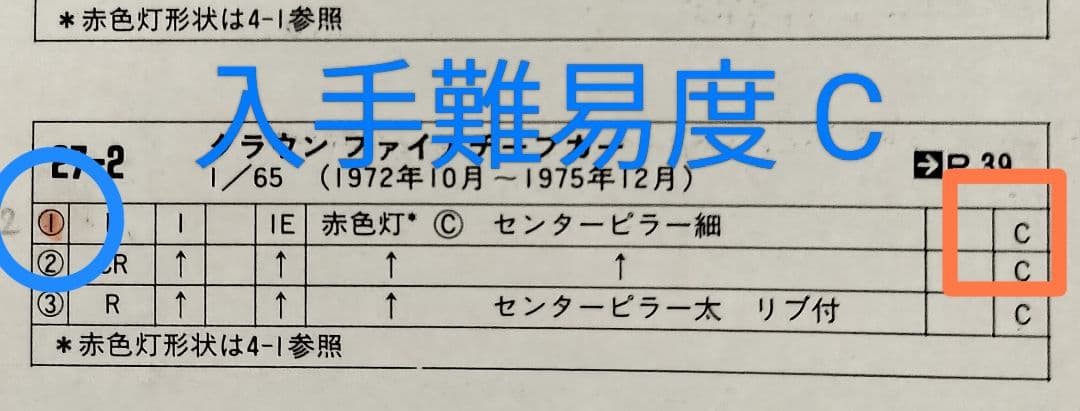 *赤色灯形状は4-1参照
入手難易度 C
27-2 クラウン ファイアチーフカー ➔P.39
1/65 (1972年10月~1975年12月)
2 ① 1 1E 赤色灯* Ⓒ センターピラー細 C
② ↑ ↑ ↑ ↑ C
③ R ↑ ↑ ↑ センターピラー太 リブ付 C
*赤色灯形状は4-1参照